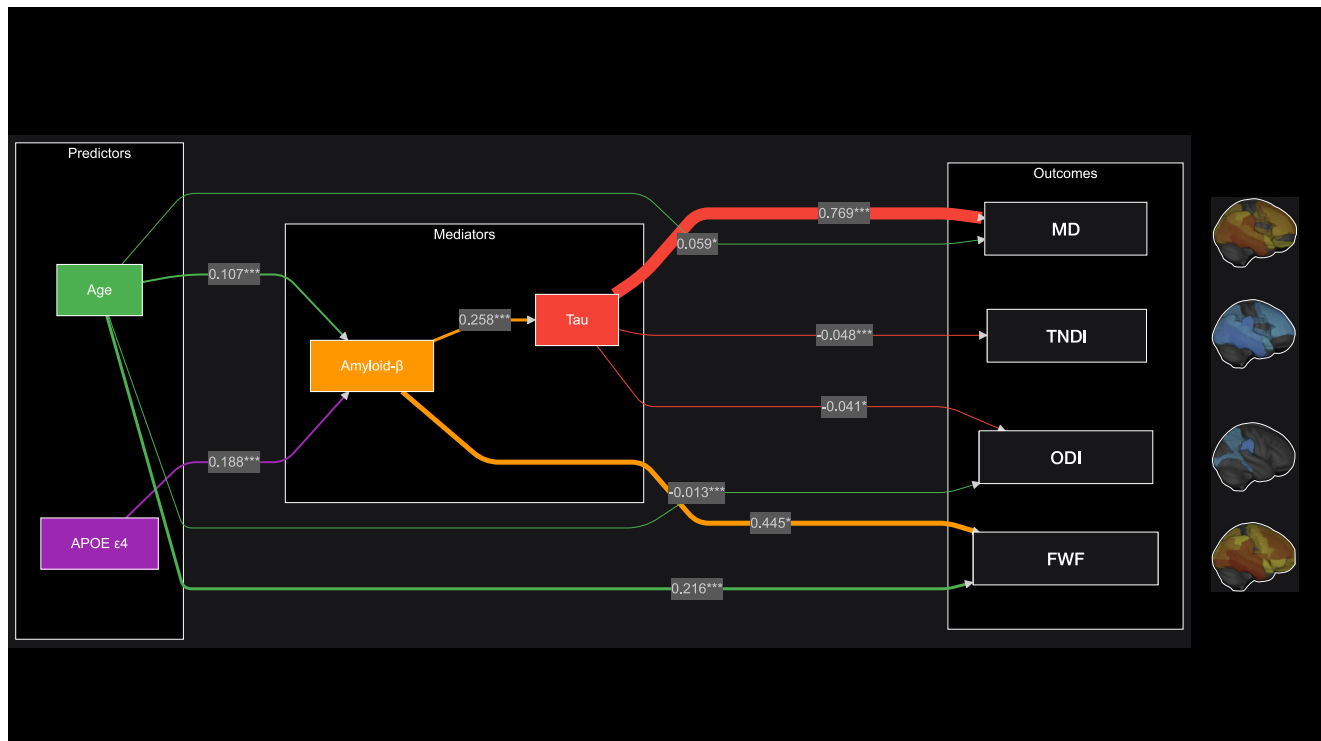 Predictors
Outcomes
0.769***
MD
Mediators
0.059*
0.107***
Age
0.258***
Tau
-0.048***
TNDI
Amyloid-β
-0.041*
0.188***
ODI
-0.013***
0.445*
APOE ε4
FWF
0.216***